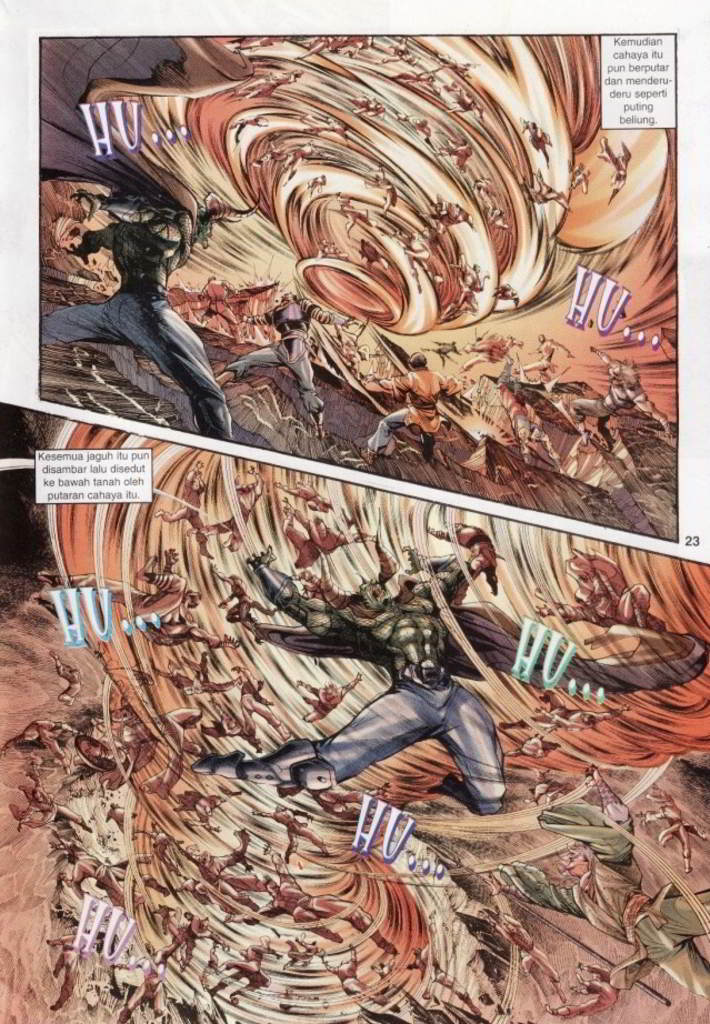 Kemudian
cahaya itu
pun berputar
dan menderu-
deru seperti
puting
beliung.
HU...
HU...
Kesemua jaguh itu pun
disambar lalu disedut
ke bawah tanah oleh
putaran cahaya itu.
23
HU...
HU...
HU...
HU...